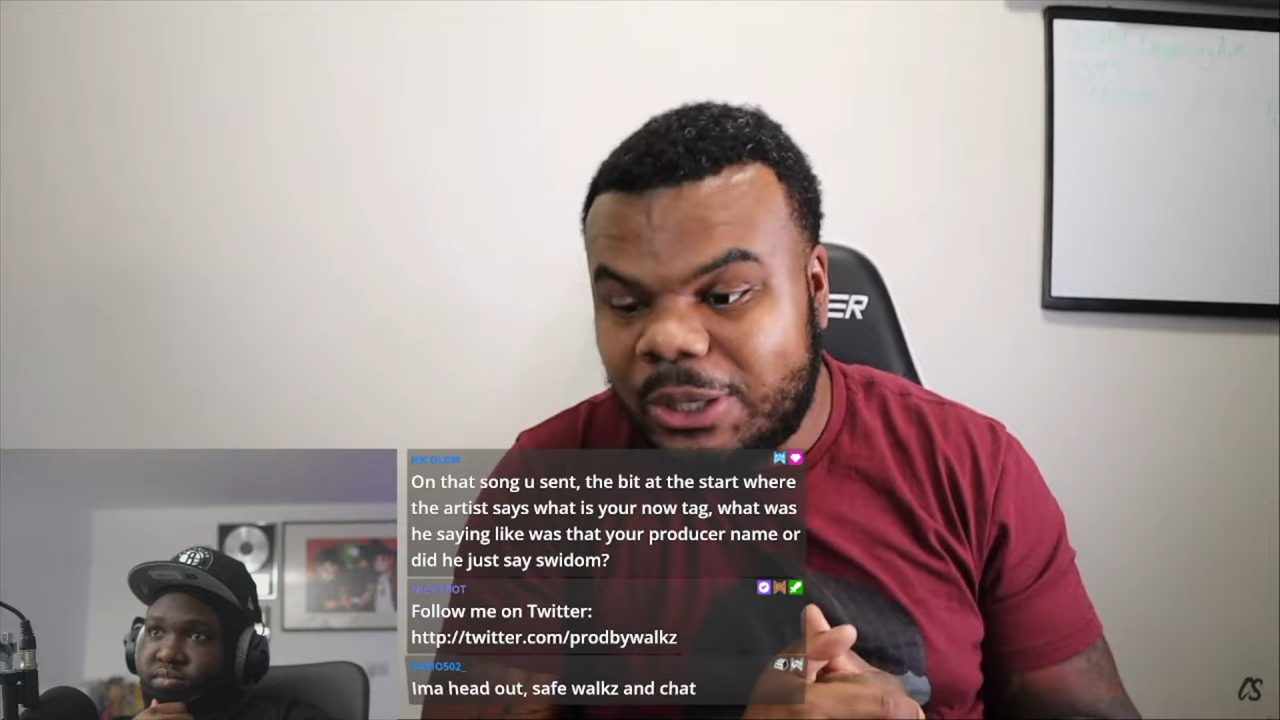 ER
On that song u sent, the bit at the start where
the artist says what is your now tag, what was
he saying like was that your producer name or
did he just say swidom?
Follow me on Twitter:
http://twitter.com/prodbywalkz
Ima head out, safe walkz and chat
CS